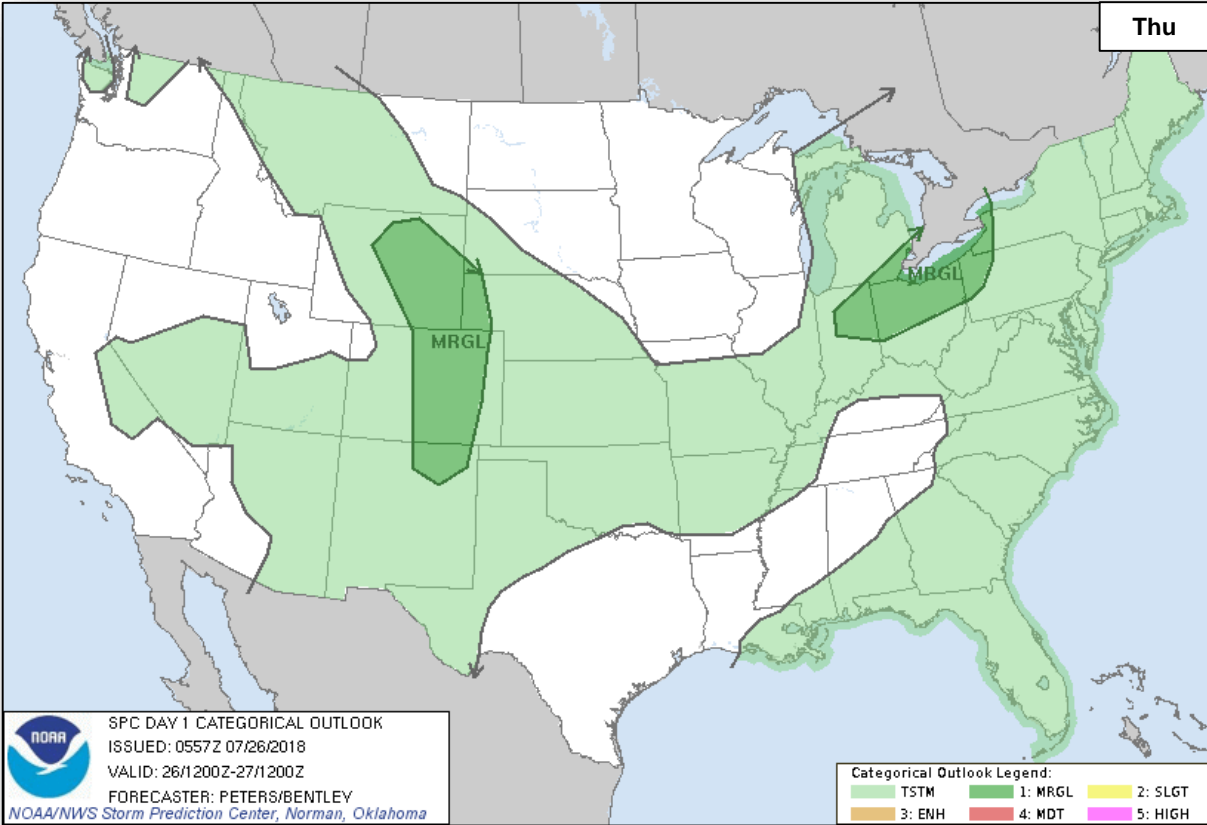 Thu
MRGL
MRGL
NOAA
SPC DAY 1 CATEGORICAL OUTLOOK
ISSUED: 0557Z 07/26/2018
VALID: 26/1200Z-27/1200Z
FORECASTER: PETERS/BENTLEY
NOAA/NWS Storm Prediction Center, Norman, Oklahoma
Categorical Outlook Legend:
TSTM 1: MRGL 2: SLGT
3: ENH 4: MDT 5: HIGH